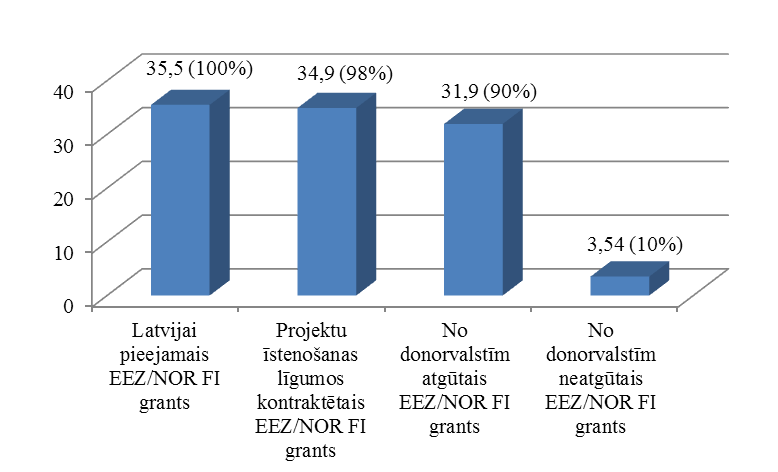 35,5 (100%)
34,9 (98%)
31,9 (90%)
3,54 (10%)
40
30
20
10
0
Latvijai
pieejamais
EEZ/NOR FI
grants
Projektu
īstenošanas
līgumos
kontraktētais
EEZ/NOR FI
grants
No
donorvalstīm
atgūtais
EEZ/NOR FI
grants
No
donorvalstīm
neatgūtais
EEZ/NOR FI
grants